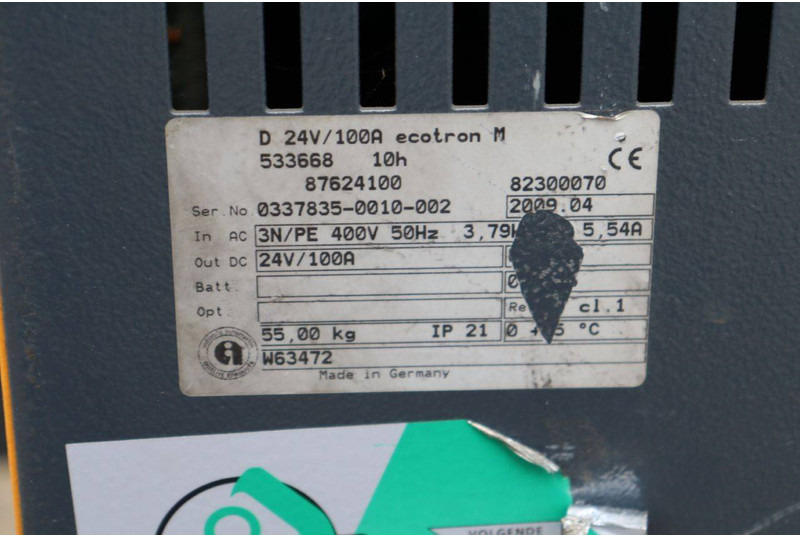 D 24V/100A ecotron M
533668 10h CE
87624100 82300070
Ser.No. 0337835-0010-002 2009.04
In AC 3N/PE 400V 50Hz 5,54A
Out DC 24V/100A
Batt.
Opt.
cl.1
55,00 kg IP 21 °C
W63472
Made in Germany
VOLGENDE